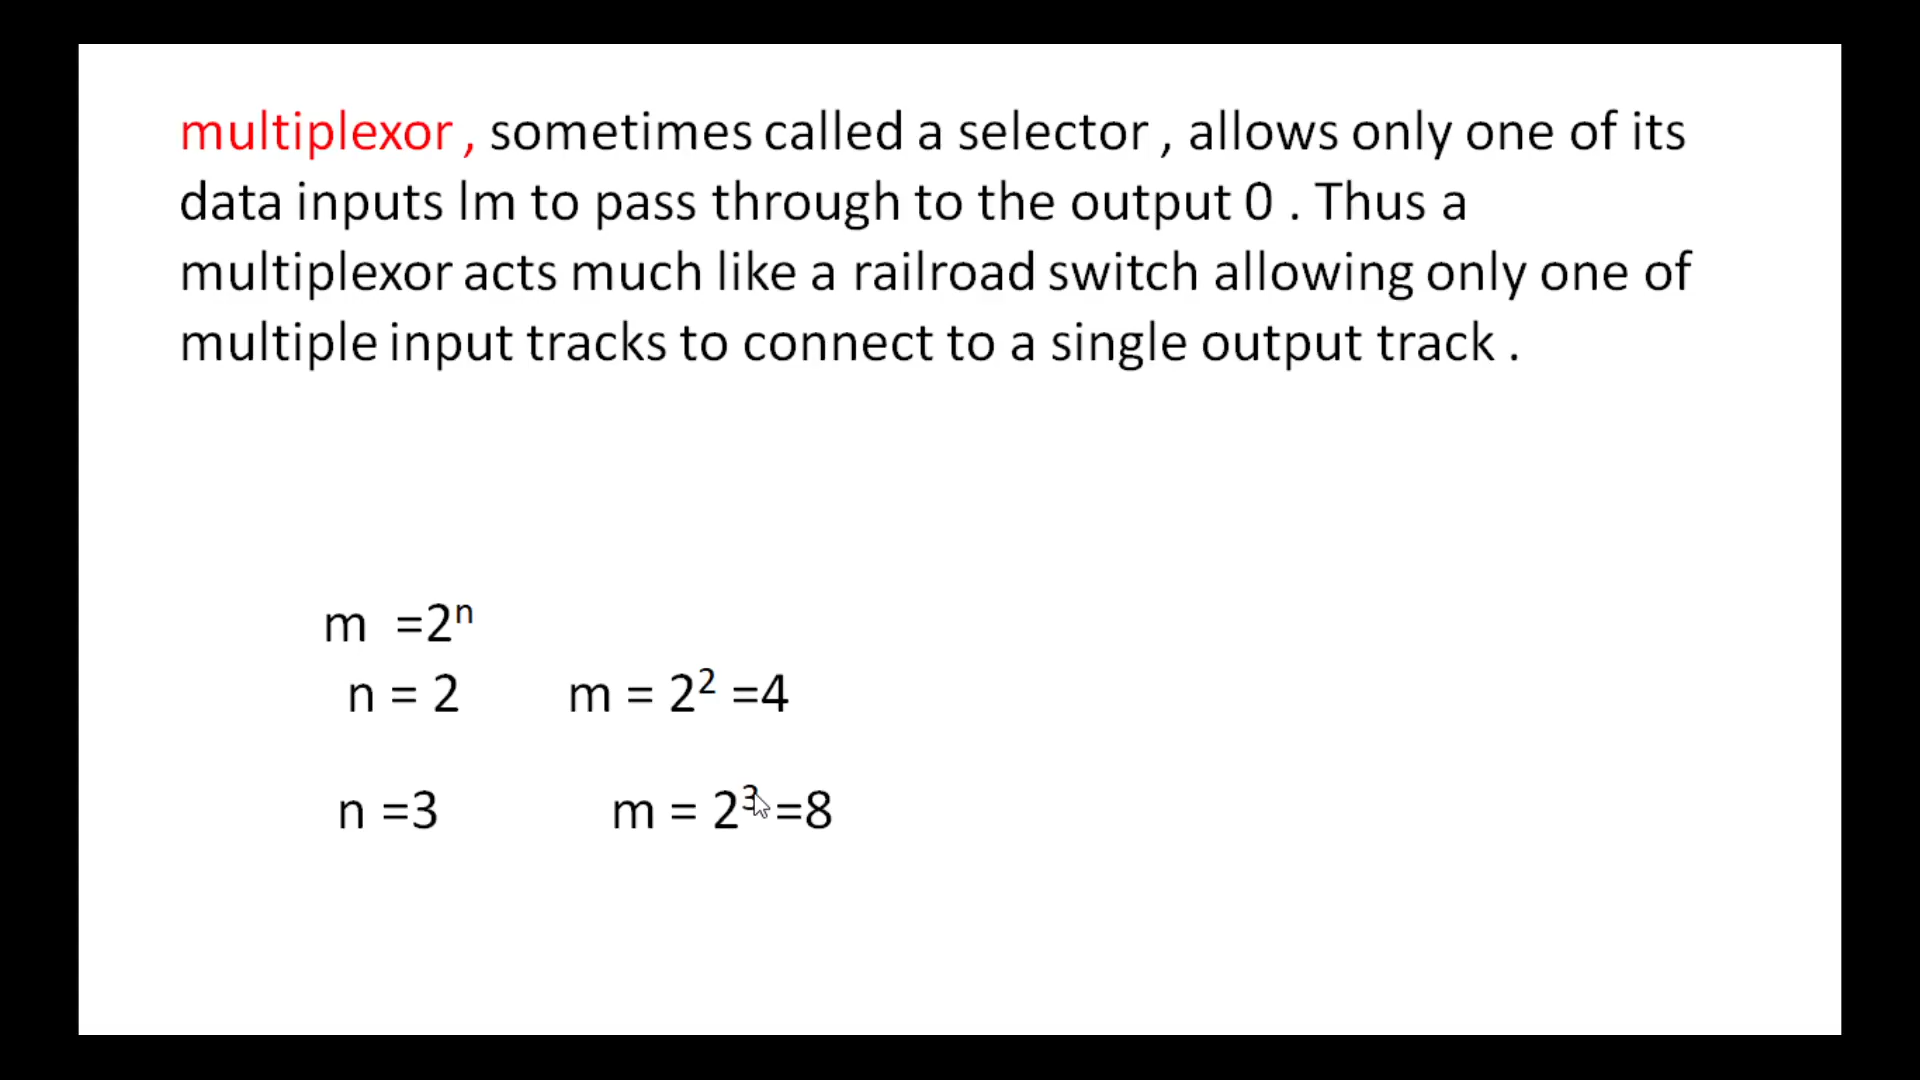 multiplexor , sometimes called a selector , allows only one of its
data inputs lm to pass through to the output 0 . Thus a
multiplexor acts much like a railroad switch allowing only one of
multiple input tracks to connect to a single output track .
m =2ⁿ
n = 2 m = 2² =4
n =3 m = 2³ =8